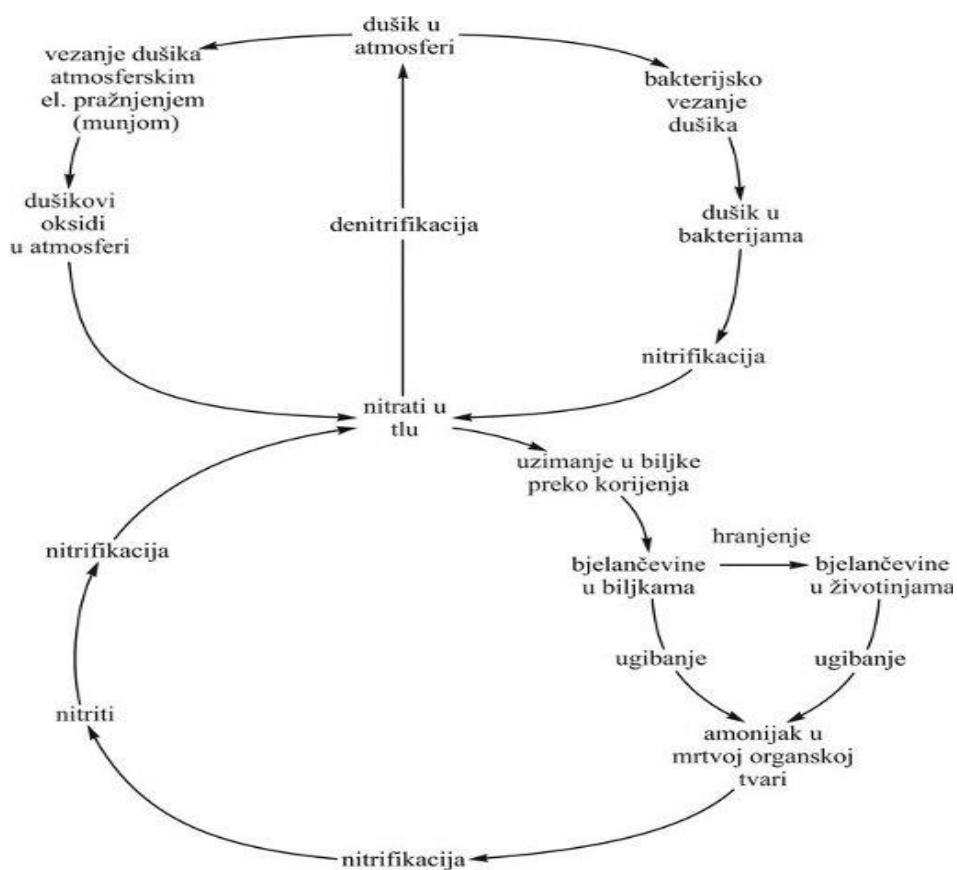 dušik u
atmosferi
vezanje dušika
atmosferskim
el. pražnjenjem
(munjom)
bakterijsko
vezanje
dušika
dušikovi
oksidi
u atmosferi
denitrifikacija
dušik u
bakterijama
nitrifikacija
nitrati u
tlu
uzimanje u biljke
preko korijenja
nitrifikacija
hranjenje
bjelančevine
u biljkama
bjelančevine
u životinjama
ugibanje
ugibanje
nitriti
amonijak u
mrtvoj organskoj
tvari
nitrifikacija